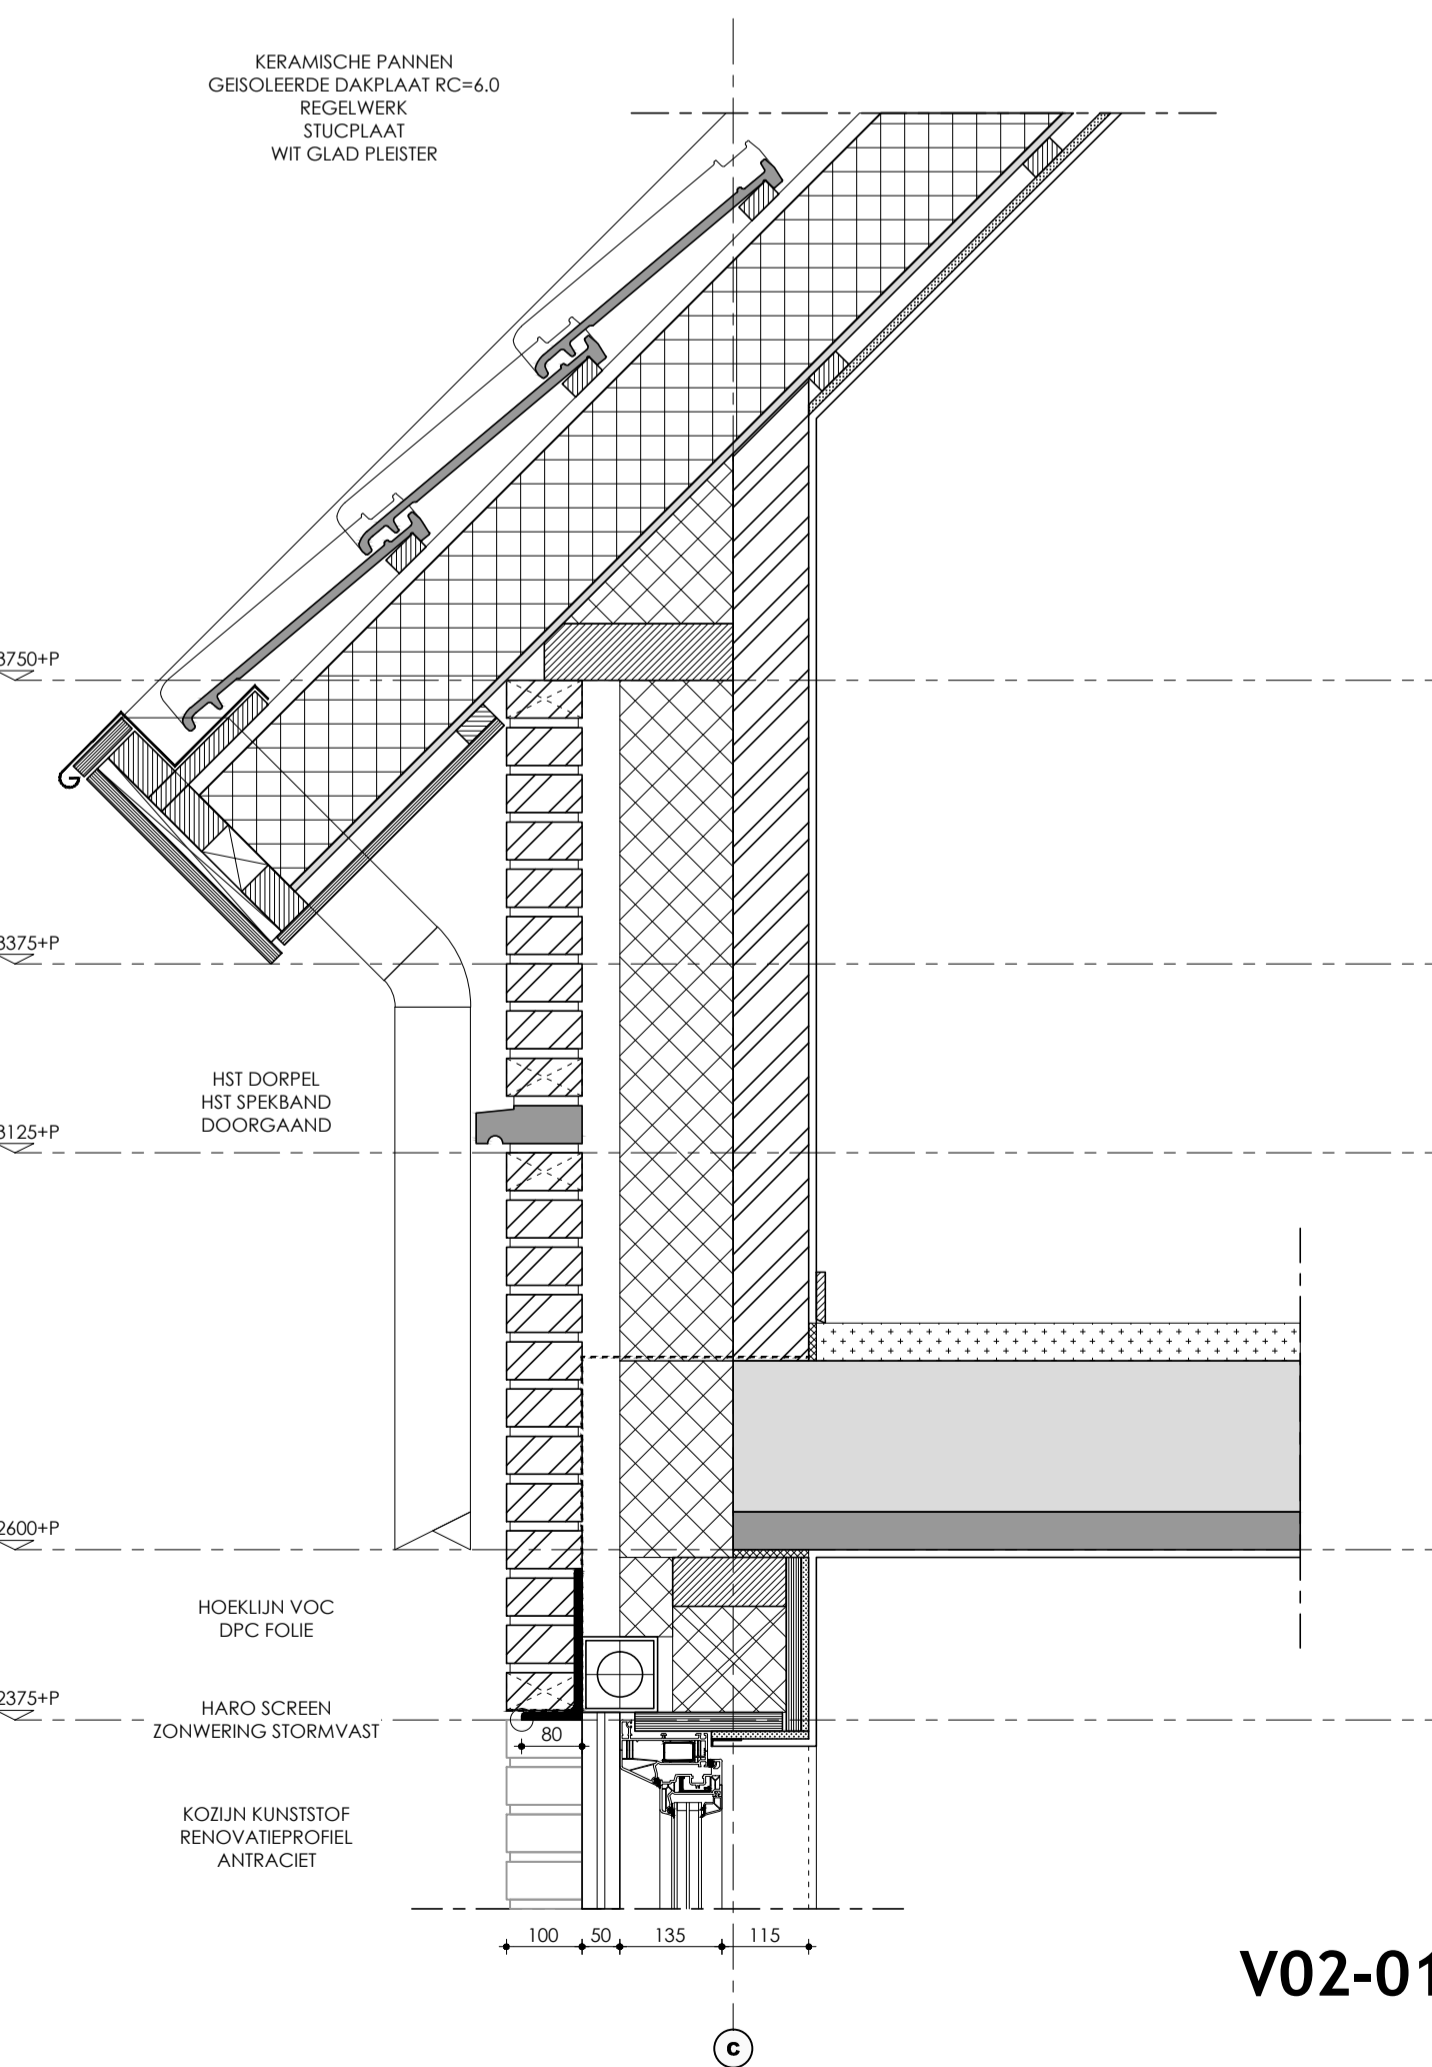 KERAMISCHE PANNEN
GEISOLEERDE DAKPLAAT RC=6.0
REGELWERK
STUCPLAAT
WIT GLAD PLEISTER
3750+P
3375+P
HST DORPEL
HST SPEKBAND
DOORGAAND
3125+P
2600+P
HOEKLIJN VOC
DPC FOLIE
2375+P
HARO SCREEN
ZONWERING STORMVAST
80
KOZIJN KUNSTSTOF
RENOVATIEPROFIEL
ANTRACIET
100 50 135 115
V02-01
C